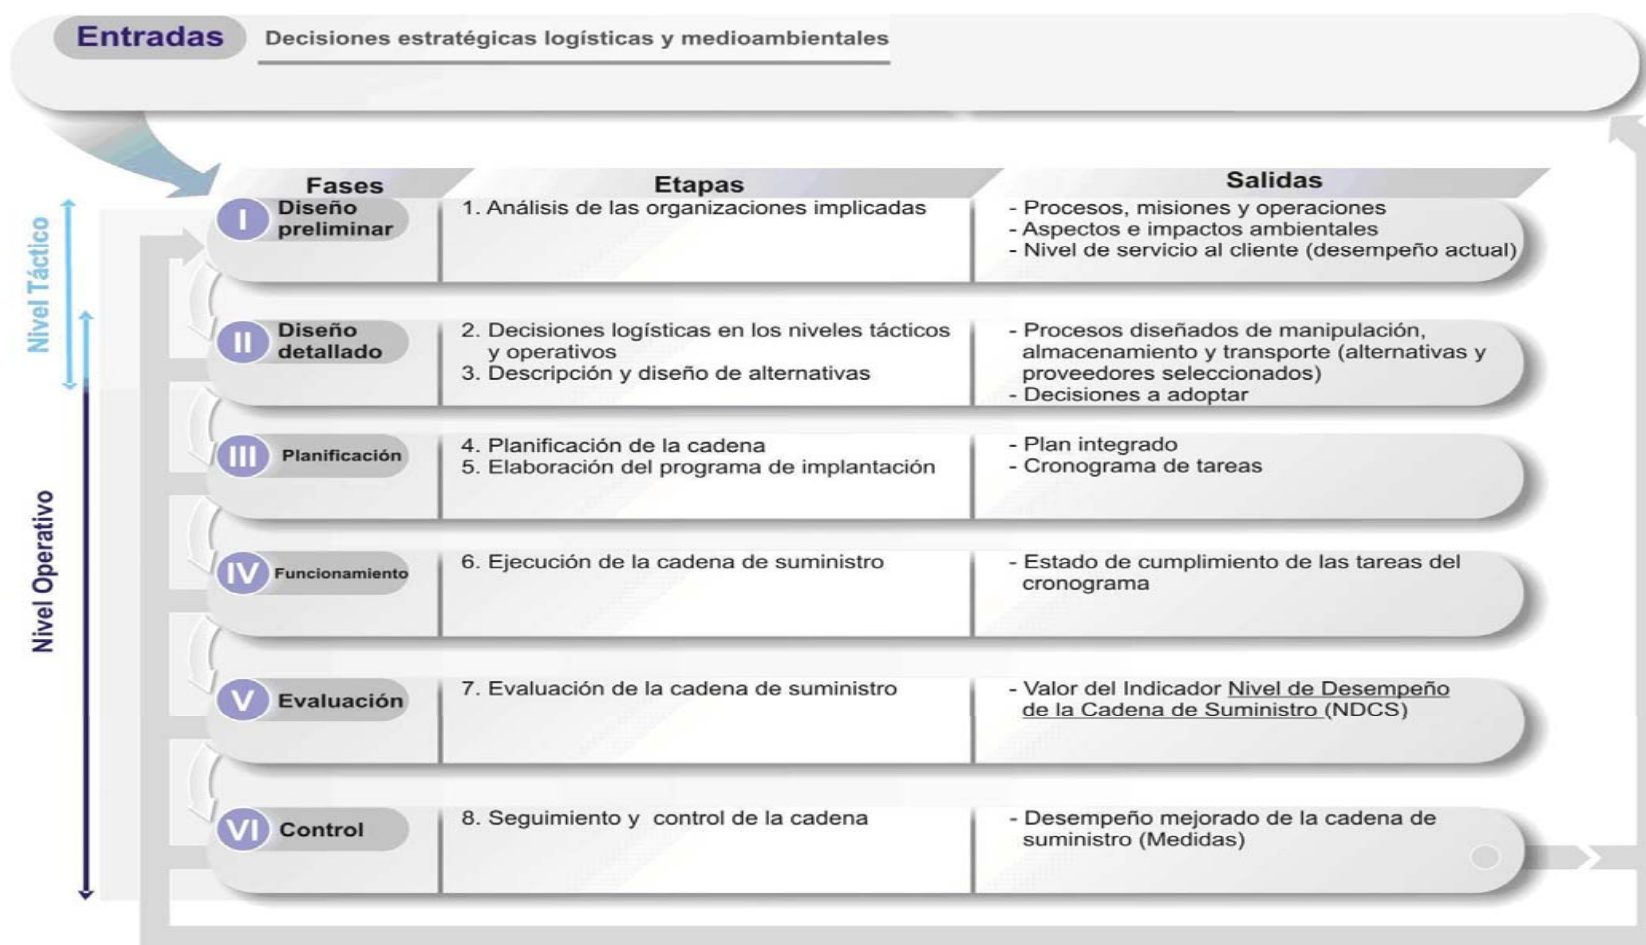 Entradas
Decisiones estratégicas logísticas y medioambientales
Fases
Etapas
Salidas
Nivel Táctico
Nivel Operativo
I
Diseño
preliminar
1. Análisis de las organizaciones implicadas
- Procesos, misiones y operaciones
- Aspectos e impactos ambientales
- Nivel de servicio al cliente (desempeño actual)
II
Diseño
detallado
2. Decisiones logísticas en los niveles tácticos
y operativos
3. Descripción y diseño de alternativas
- Procesos diseñados de manipulación,
almacenamiento y transporte (alternativas y
proveedores seleccionados)
- Decisiones a adoptar
III
Planificación
4. Planificación de la cadena
5. Elaboración del programa de implantación
- Plan integrado
- Cronograma de tareas
IV
Funcionamiento
6. Ejecución de la cadena de suministro
- Estado de cumplimiento de las tareas del
cronograma
V
Evaluación
7. Evaluación de la cadena de suministro
- Valor del Indicador Nivel de Desempeño
de la Cadena de Suministro (NDCS)
VI
Control
8. Seguimiento y control de la cadena
- Desempeño mejorado de la cadena de
suministro (Medidas)